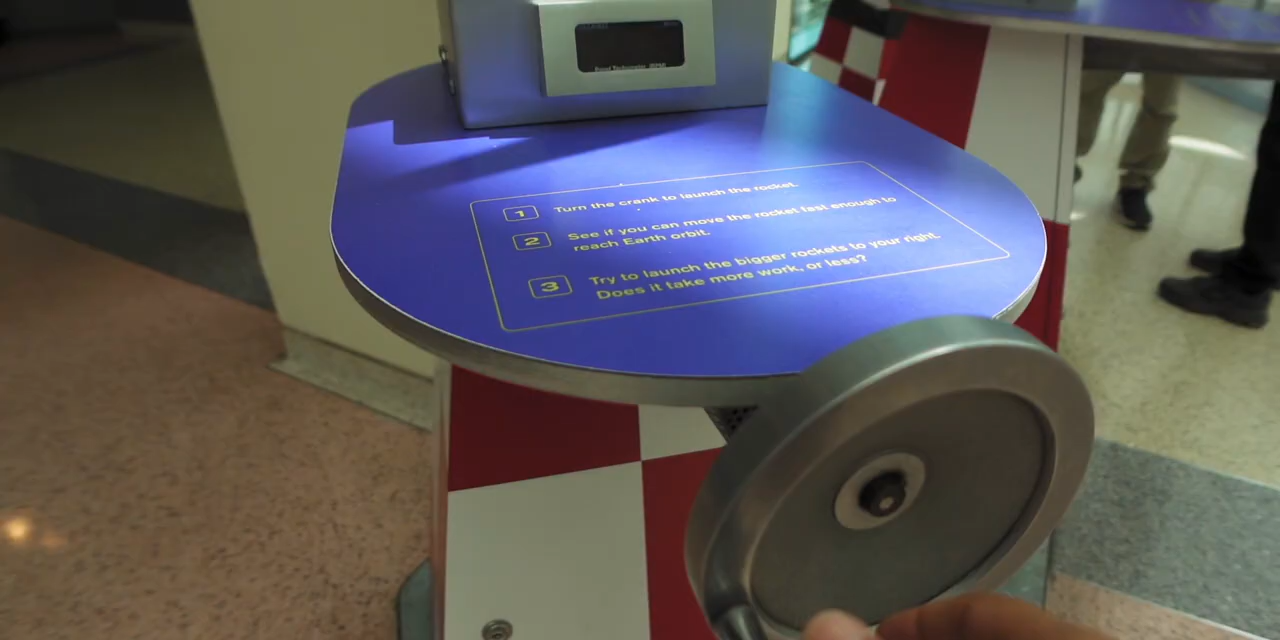 1 Turn the crank to launch the rocket.
2 See if you can move the rocket fast enough to
reach Earth orbit.
3 Try to launch the bigger rockets to your right.
Does it take more work, or less?